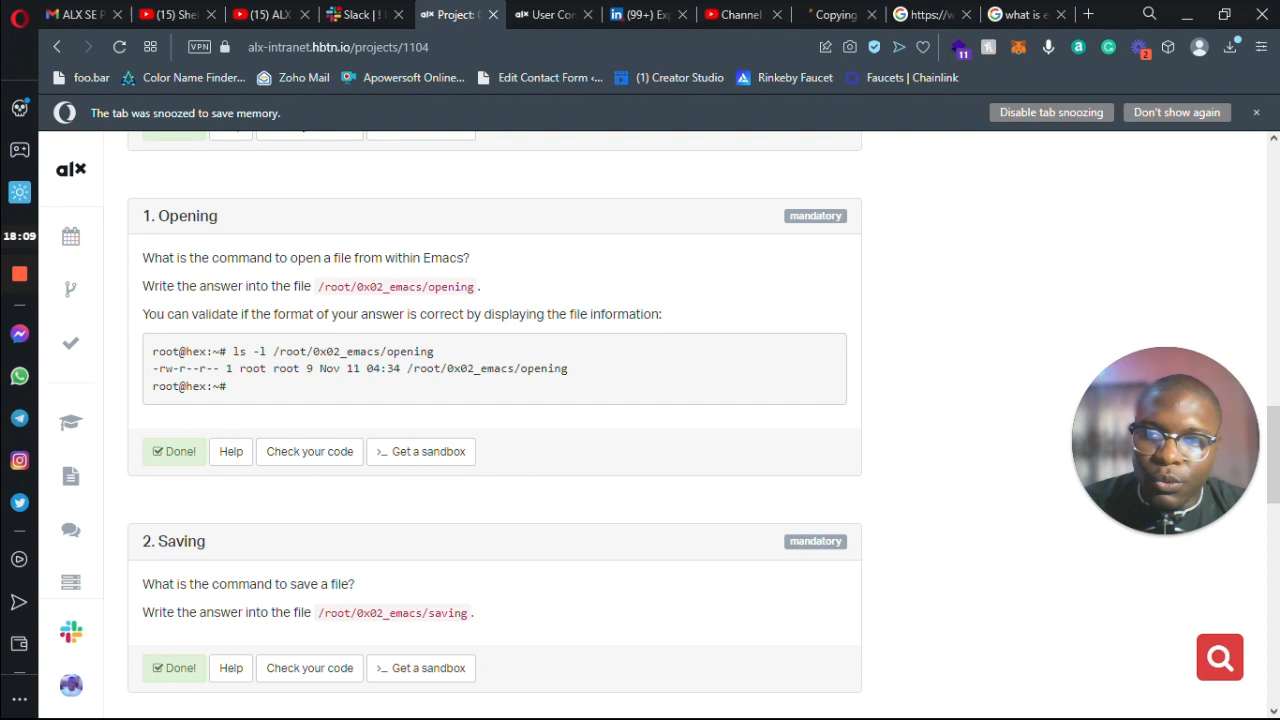 ALX SE P
(15) Shel
(15) ALX
Slack | !
Project: 0
User Con
(99+) Ex
Channel
Copying
https://w
what is e
VPN
alx-intranet.hbtn.io/projects/1104
11
2
foo.bar
Color Name Finder...
Zoho Mail
Apowersoft Online...
Edit Contact Form ‹...
(1) Creator Studio
Rinkeby Faucet
Faucets | Chainlink
The tab was snoozed to save memory.
Disable tab snoozing
Don't show again
alx
18:09
1. Opening
mandatory
What is the command to open a file from within Emacs?
Write the answer into the file /root/0x02_emacs/opening.
You can validate if the format of your answer is correct by displaying the file information:
root@hex:~# ls -l /root/0x02_emacs/opening
-rw-r--r-- 1 root root 9 Nov 11 04:34 /root/0x02_emacs/opening
root@hex:~#
Done!
Help
Check your code
>_ Get a sandbox
2. Saving
mandatory
What is the command to save a file?
Write the answer into the file /root/0x02_emacs/saving.
Done!
Help
Check your code
>_ Get a sandbox